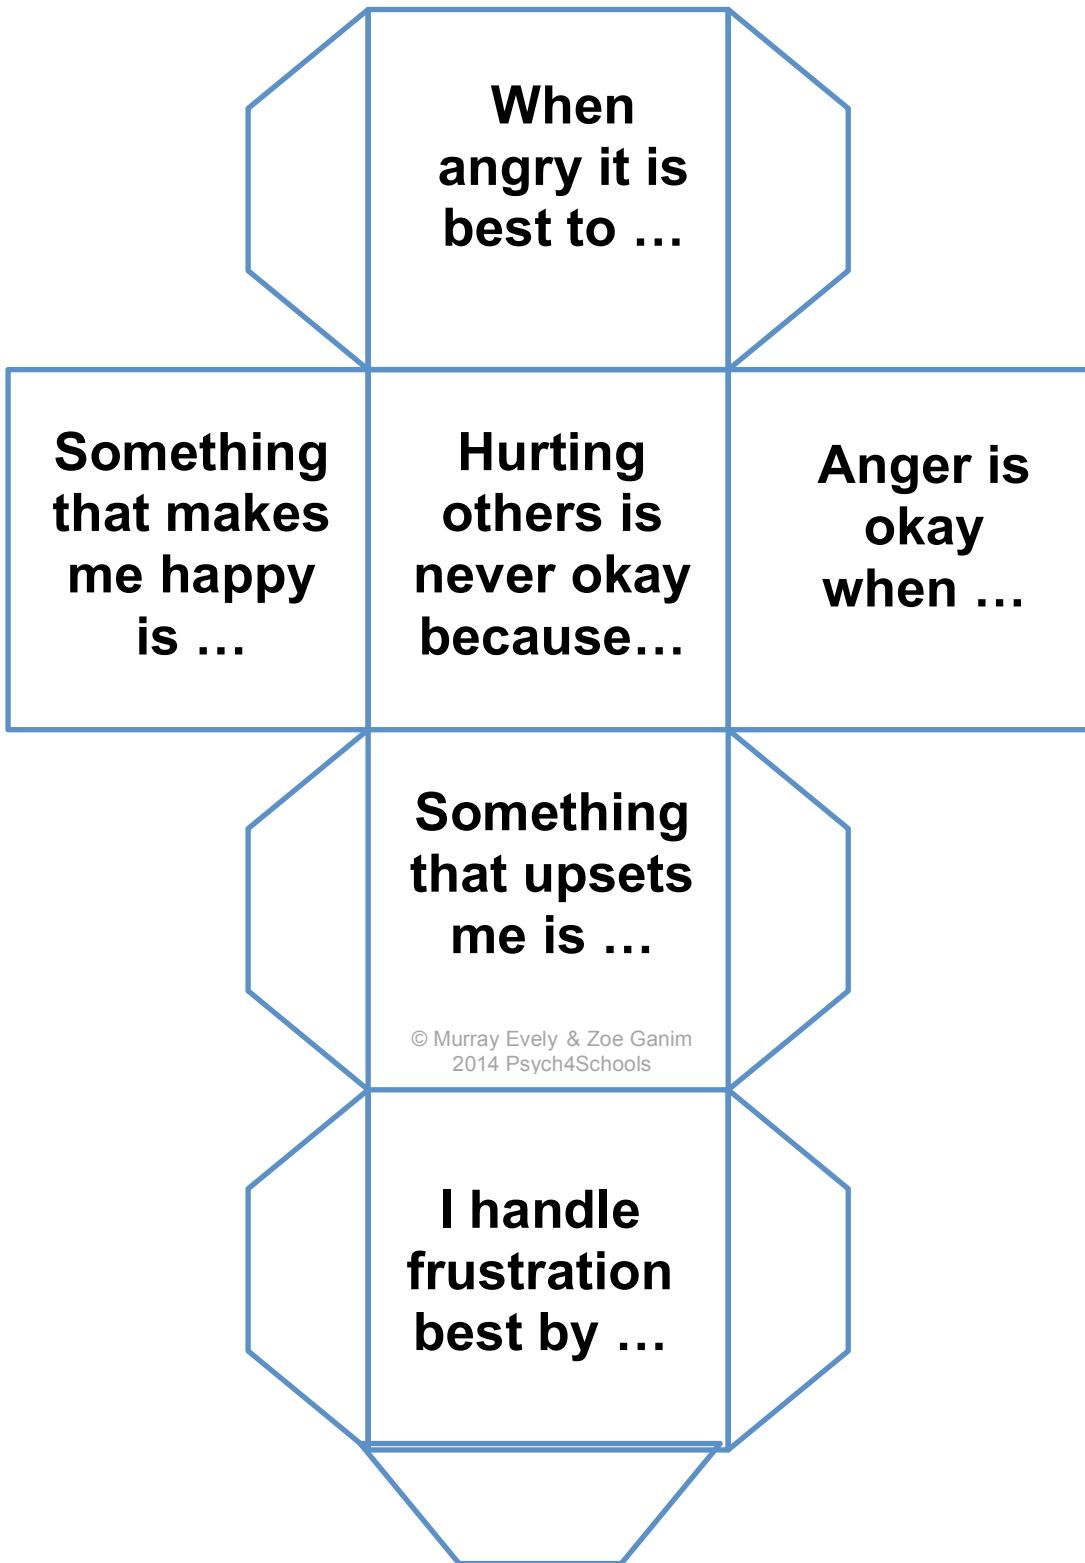 When
angry it is
best to …
Something
that makes
me happy
is …
Hurting
others is
never okay
because…
Anger is
okay
when …
Something
that upsets
me is …
© Murray Evely & Zoe Ganim
2014 Psych4Schools
I handle
frustration
best by …